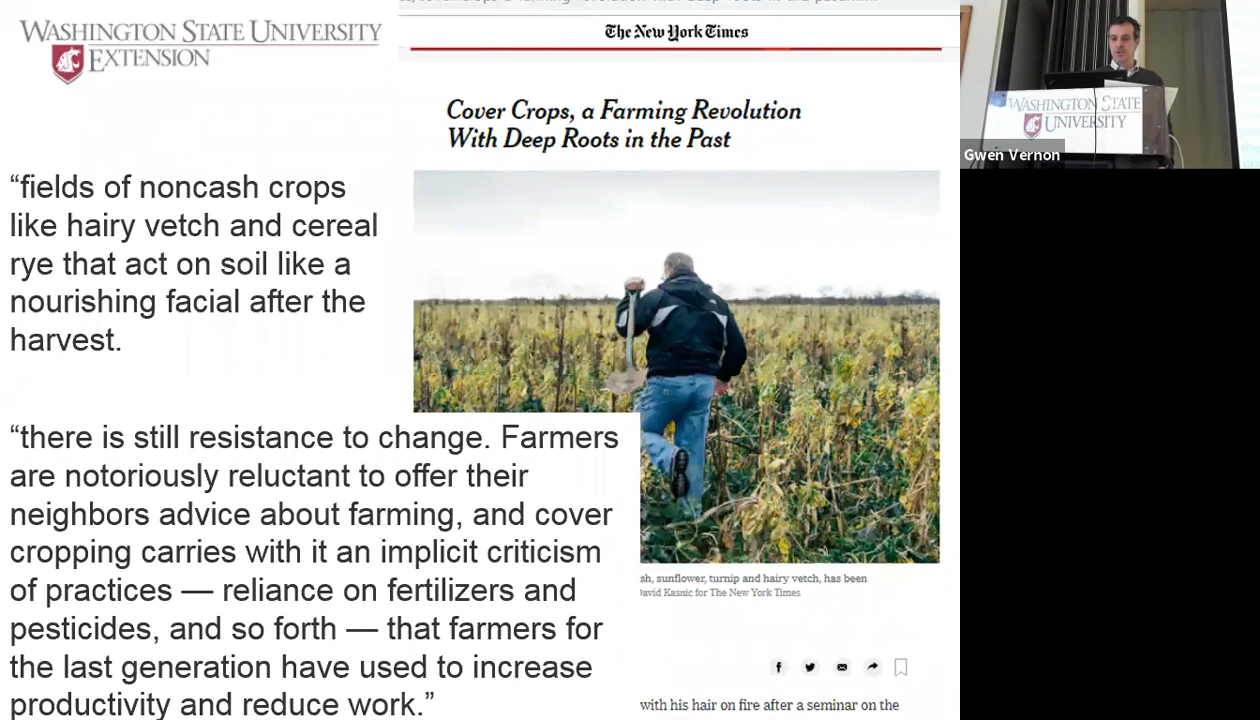 WASHINGTON STATE UNIVERSITY
EXTENSION
The New York Times
Cover Crops, a Farming Revolution
With Deep Roots in the Past
“fields of noncash crops
like hairy vetch and cereal
rye that act on soil like a
nourishing facial after the
harvest.
“there is still resistance to change. Farmers
are notoriously reluctant to offer their
neighbors advice about farming, and cover
cropping carries with it an implicit criticism
of practices — reliance on fertilizers and
pesticides, and so forth — that farmers for
the last generation have used to increase
productivity and reduce work.”
sh, sunflower, turnip and hairy vetch, has been
David Kasnic for The New York Times
with his hair on fire after a seminar on the
WASHINGTON STATE
UNIVERSITY
Gwen Vernon